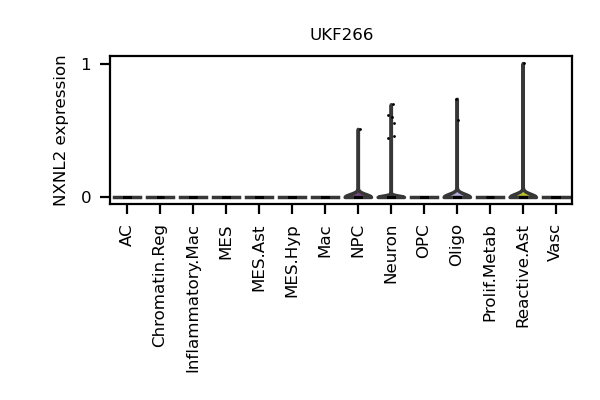 UKF266
NXNL2 expression
1
0
AC
Chromatin.Reg
Inflammatory.Mac
MES
MES.Ast
MES.Hyp
Mac
NPC
Neuron
OPC
Oligo
Prolif.Metab
Reactive.Ast
Vasc